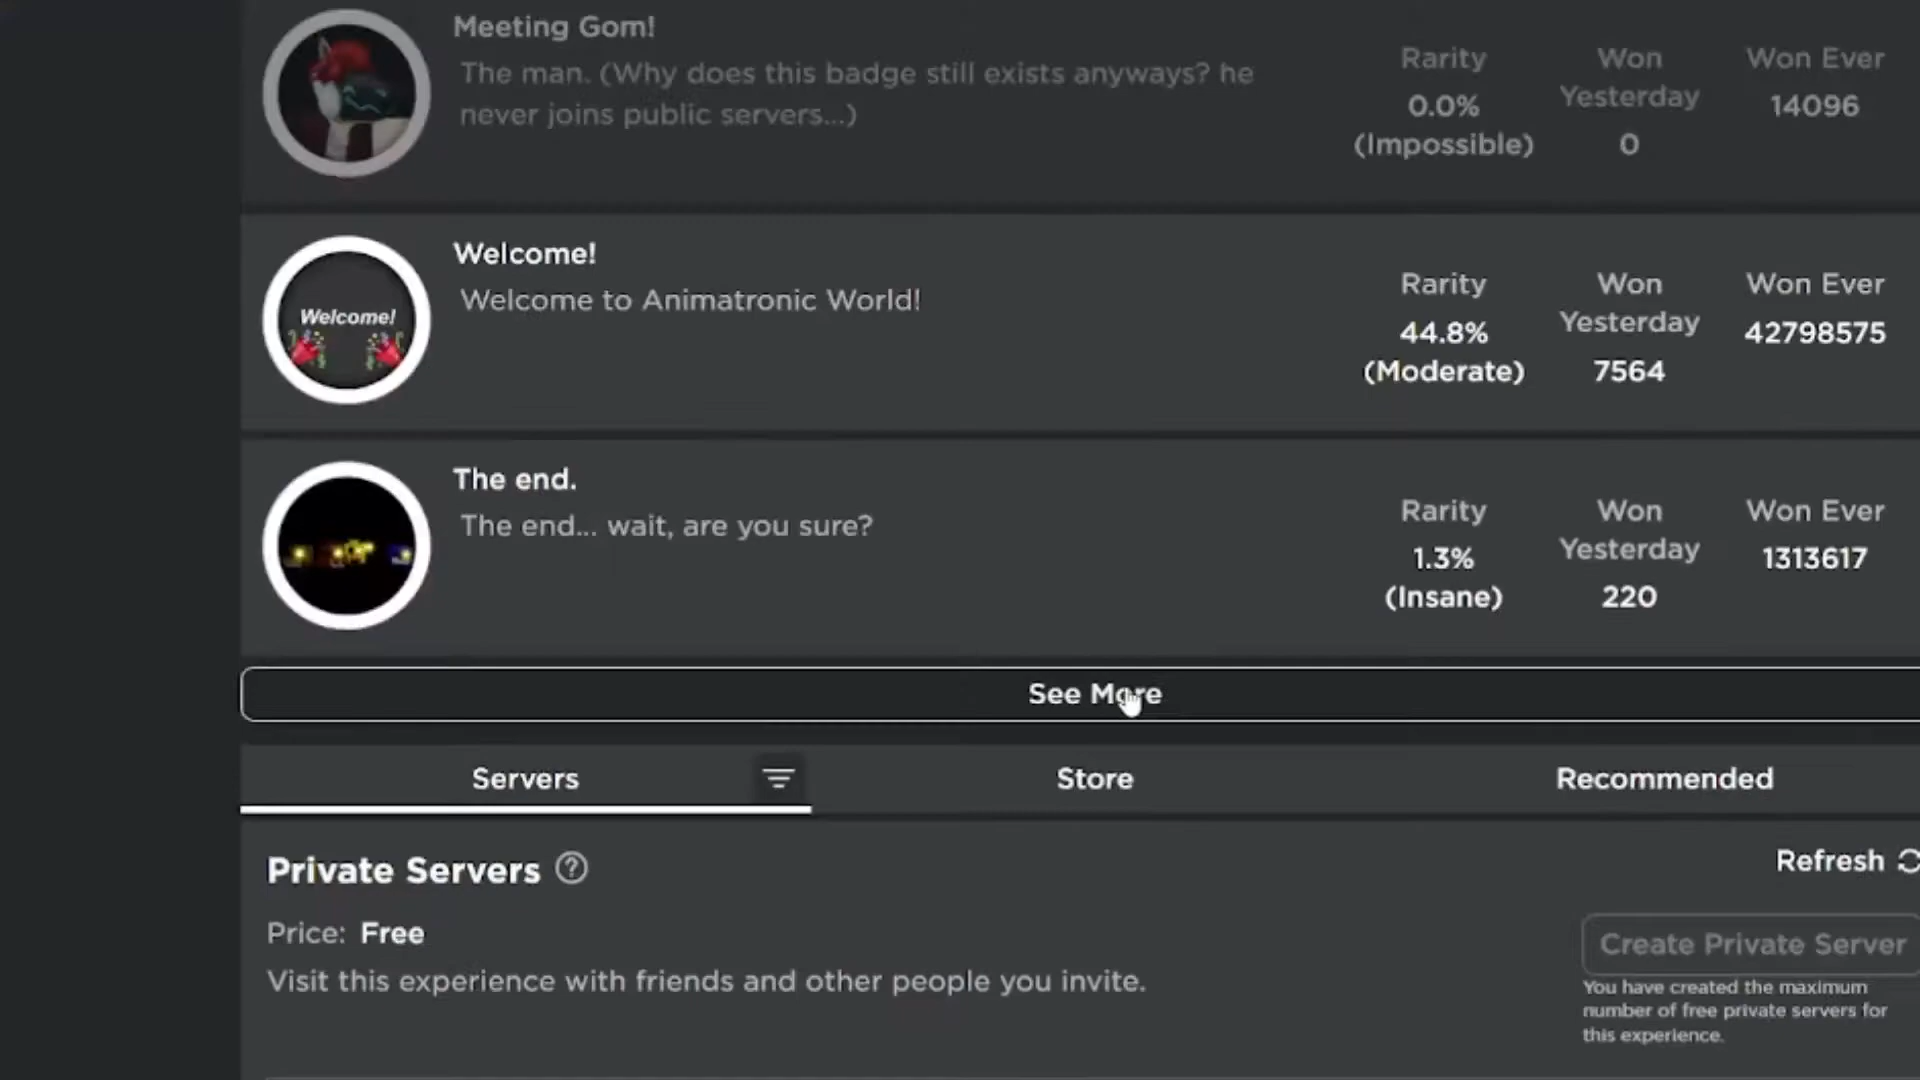 Meeting Gom!
The man. (Why does this badge still exists anyways? he
never joins public servers...)
Rarity
0.0%
(Impossible)
Won
Yesterday
0
Won Ever
14096
Welcome!
Welcome!
Welcome to Animatronic World!
Rarity
44.8%
(Moderate)
Won
Yesterday
7564
Won Ever
42798575
The end.
The end... wait, are you sure?
Rarity
1.3%
(Insane)
Won
Yesterday
220
Won Ever
1313617
See More
Servers
Store
Recommended
Private Servers
Refresh
Price: Free
Visit this experience with friends and other people you invite.
Create Private Server
You have created the maximum
number of free private servers for
this experience.